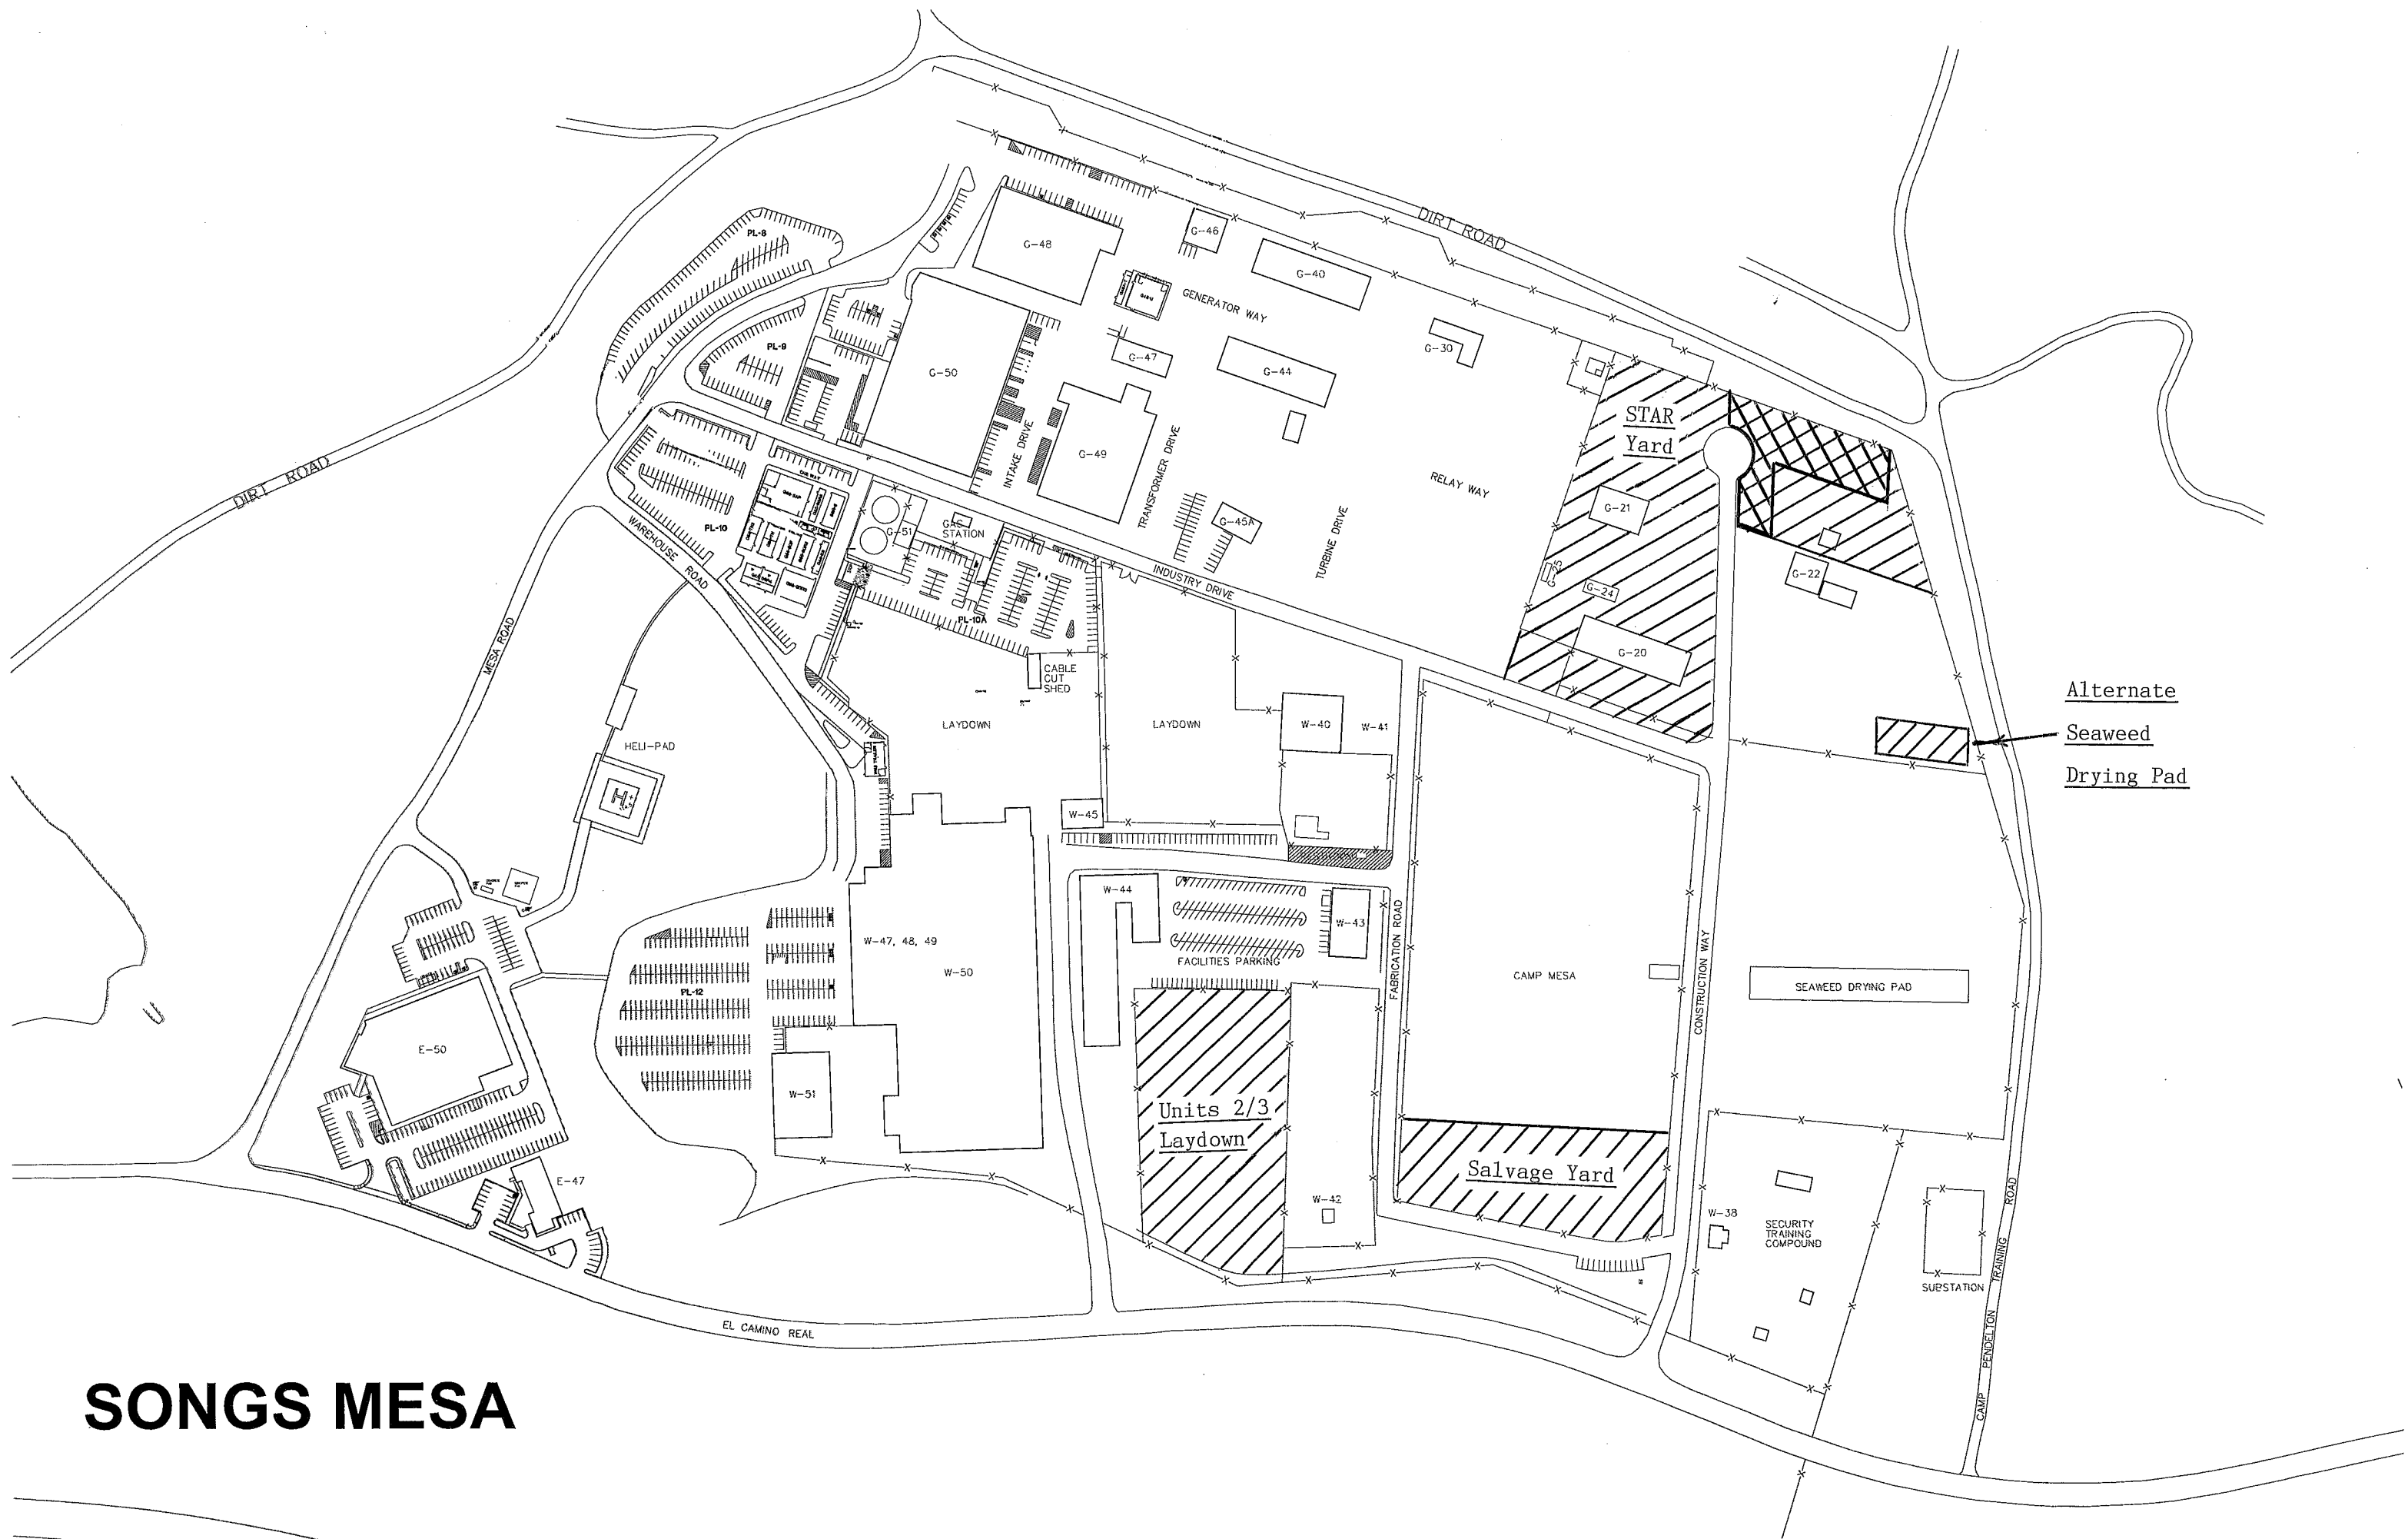 DIRT ROAD
PL-8
G-48
G-46
G-40
GENERATOR WAY
PL-9
G-47
G-30
G-50
G-44
STAR
Yard
INTAKE DRIVE
G-49
TRANSFORMER DRIVE
DIRT ROAD
RELAY WAY
G-21
PL-10
WAREHOUSE ROAD
G-51
GAS
STATION
G-45A
TURBINE DRIVE
INDUSTRY DRIVE
G-25
G-24
G-22
PL-10A
MESA ROAD
G-20
CABLE
CUT
SHED
LAYDOWN
LAYDOWN
W-40
W-41
Alternate
Seaweed
Drying Pad
HELI-PAD
H
W-45
W-44
W-43
W-47, 48, 49
W-50
FACILITIES PARKING
FABRICATION ROAD
CAMP MESA
CONSTRUCTION WAY
SEAWEED DRYING PAD
PL-12
E-50
W-51
Units 2/3
Laydown
Salvage Yard
E-47
W-42
W-38
SECURITY
TRAINING
COMPOUND
SUBSTATION
CAMP PENDELTON TRAINING ROAD
EL CAMINO REAL
SONGS MESA